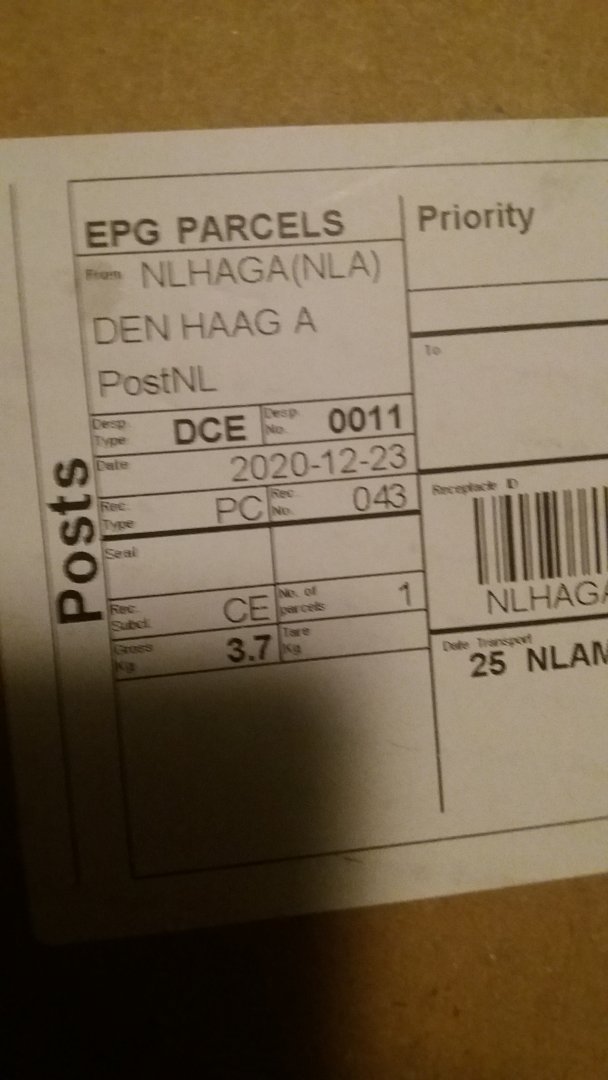 Posts
EPG PARCELS
From NLHAGA(NLA)
DEN HAAG A
PostNL
Desp. Type DCE Desp. No. 0011
Date 2020-12-23
Rec. Type PC Rec. No. 043
Seal
Rec. Subcl. CE No. of parcels 1
Gross Kg 3.7 Tare Kg
Priority
To
Receptacle ID
NLHAGA
Date Transport
25 NLAM